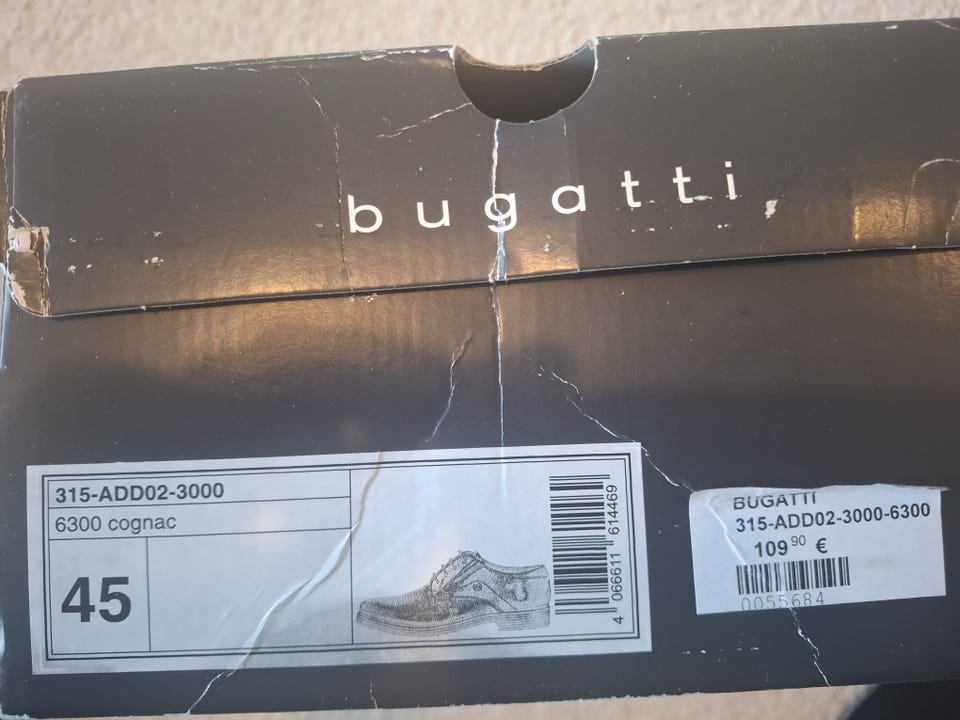 bugatti
315-ADD02-3000
6300 cognac
45
4 066611 614469
BUGATTI
315-ADD02-3000-6300
109 90 €
0055684